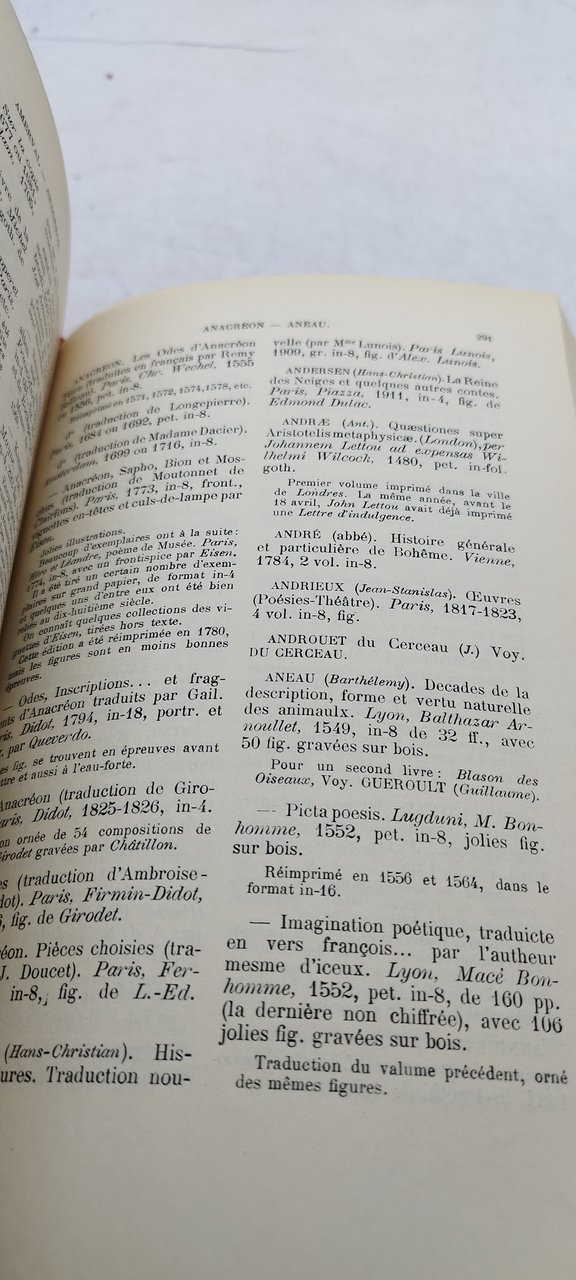 ANACRÉON — ANEAU.
291
ANACRÉON. Les Odes d'Anacréon
(traduites en français par Remy
Paris, Chr. Wechel, 1555
1556, pet. in-8.
Réimprimé en 1571, 1572, 1574, 1578, etc.
(traduction de Longepierre).
Paris, 1684 ou 1692, pet. in-8.
(traduction de Madame Dacier).
Amsterdam, 1699 ou 1716, in-8.
— Anacréon, Sapho, Bion et Mos-
(traduction de Moutonnet de
Clairfons). Paris, 1773, in-8, front.,
vignettes en-têtes et culs-de-lampe par
Eisen.
Jolies illustrations.
Beaucoup d'exemplaires ont à la suite :
Héro et Léandre, poème de Musée. Paris,
1774, in-8, avec un frontispice par Eisen.
Il a été tiré un certain nombre d'exem-
plaires sur grand papier, de format in-4
et quelques uns d'entre eux ont été bien
reliés au dix-huitième siècle.
On connaît quelques collections des vi-
gnettes d'Eisen, tirées hors texte.
Cette édition a été réimprimée en 1780,
mais les figures sont en moins bonnes
épreuves.
— Odes, Inscriptions... et frag-
d'Anacréon traduits par Gail.
Didot, 1794, in-18, portr. et
par Queverdo.
fig. se trouvent en épreuves avant
et aussi à l'eau-forte.
Anacréon (traduction de Giro-
Didot, 1825-1826, in-4.
ornée de 54 compositions de
Girodet gravées par Châtillon.
(traduction d'Ambroise-
Paris, Firmin-Didot,
fig. de Girodet.
Pièces choisies (tra-
J. Doucet). Paris, Fer-
in-8, fig. de L.-Ed.
(Hans-Christian). His-
Traduction nou-
velle (par Mme Lunois). Paris Lunois,
1909, gr. in-8, fig. d'Alex. Lunois.
ANDERSEN (Hans-Christian). La Reine
des Neiges et quelques autres contes.
Paris, Piazza, 1911, in-4, fig. de
Edmond Dulac.
ANDRÆ (Ant.). Quæstiones super
Aristotelis metaphysicæ. (London), per
Johannem Lettou ad expensas Wi-
lhelmi Wilcock, 1480, pet. in-fol.
goth.
Premier volume imprimé dans la ville
de Londres. La même année, avant le
18 avril, John Lettou avait déjà imprimé
une Lettre d'indulgence.
ANDRÉ (abbé). Histoire générale
et particulière de Bohême. Vienne,
1784, 2 vol. in-8.
ANDRIEUX (Jean-Stanislas). Œuvres
(Poésies-Théâtre). Paris, 1817-1823,
4 vol. in-8, fig.
ANDROUET du Cerceau (J.) Voy.
DU CERCEAU.
ANEAU (Barthélemy). Decades de la
description, forme et vertu naturelle
des animaulx. Lyon, Balthazar Ar-
noullet, 1549, in-8 de 32 ff., avec
50 fig. gravées sur bois.
Pour un second livre : Blason des
Oiseaux, Voy. GUEROULT (Guillaume).
— Picta poesis. Lugduni, M. Bon-
homme, 1552, pet. in-8, jolies fig.
sur bois.
Réimprimé en 1556 et 1564, dans le
format in-16.
— Imagination poétique, traduicte
en vers françois... par l'autheur
mesme d'iceux. Lyon, Macé Bon-
homme, 1552, pet. in-8, de 160 pp.
(la dernière non chiffrée), avec 106
jolies fig. gravées sur bois.
Traduction du valume précédent, orné
des mêmes figures.